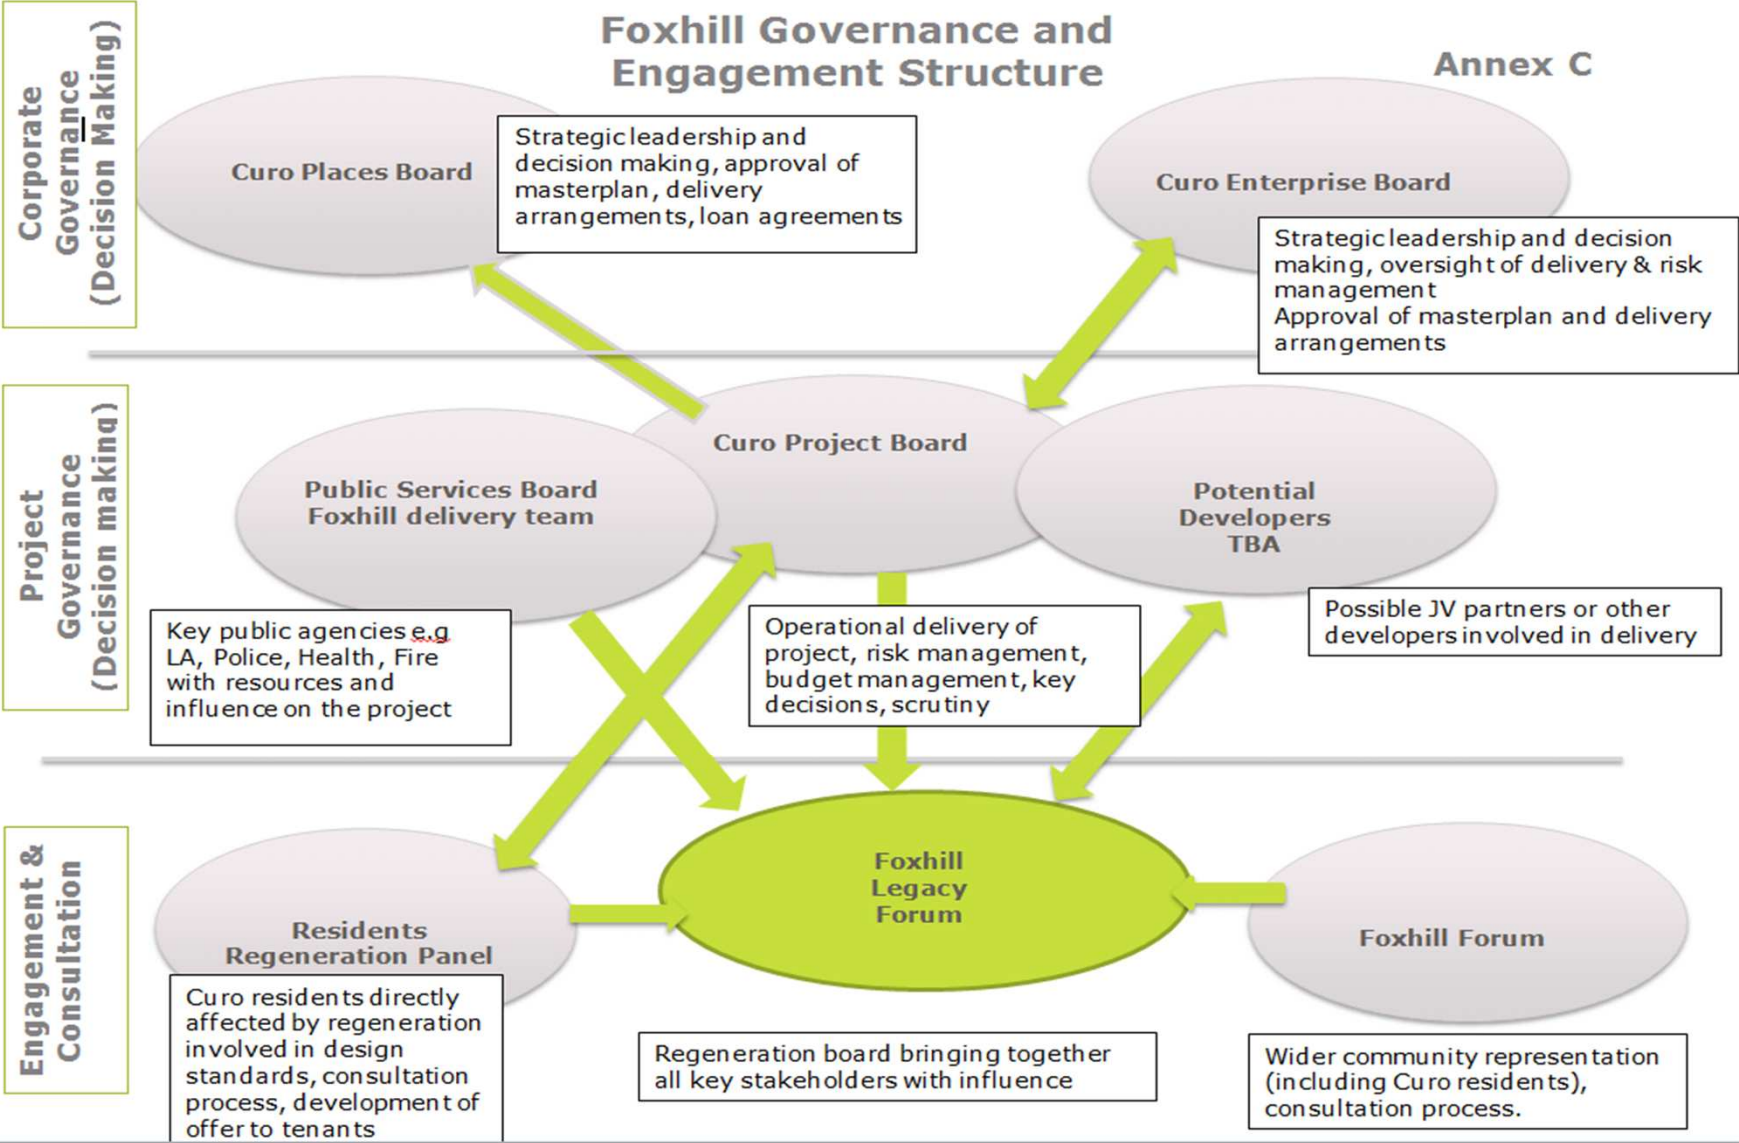 Foxhill Governance and
Engagement Structure
Annex C
Corporate
Governance
(Decision Making)
Curo Places Board
Strategic leadership and
decision making, approval of
masterplan, delivery
arrangements, loan agreements
Curo Enterprise Board
Strategic leadership and decision
making, oversight of delivery & risk
management
Approval of masterplan and delivery
arrangements
Project
Governance
(Decision making)
Public Services Board
Foxhill delivery team
Curo Project Board
Potential
Developers
TBA
Key public agencies e.g
LA, Police, Health, Fire
with resources and
influence on the project
Operational delivery of
project, risk management,
budget management, key
decisions, scrutiny
Possible JV partners or other
developers involved in delivery
Engagement &
Consultation
Residents
Regeneration Panel
Foxhill
Legacy
Forum
Foxhill Forum
Curo residents directly
affected by regeneration
involved in design
standards, consultation
process, development of
offer to tenants
Regeneration board bringing together
all key stakeholders with influence
Wider community representation
(including Curo residents),
consultation process.